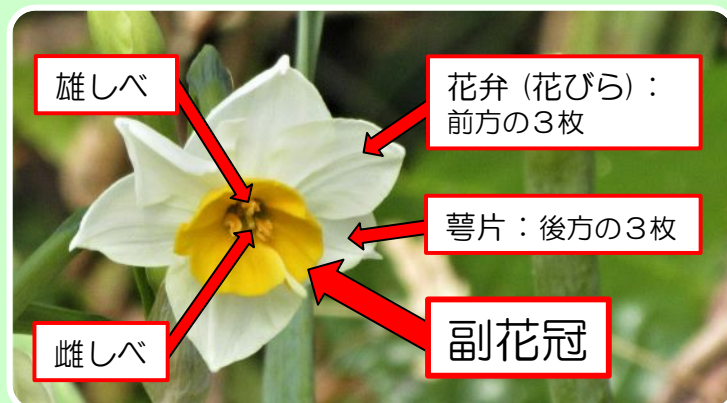 雄しべ
花弁（花びら）：
前方の３枚
萼片：後方の３枚
副花冠
雌しべ